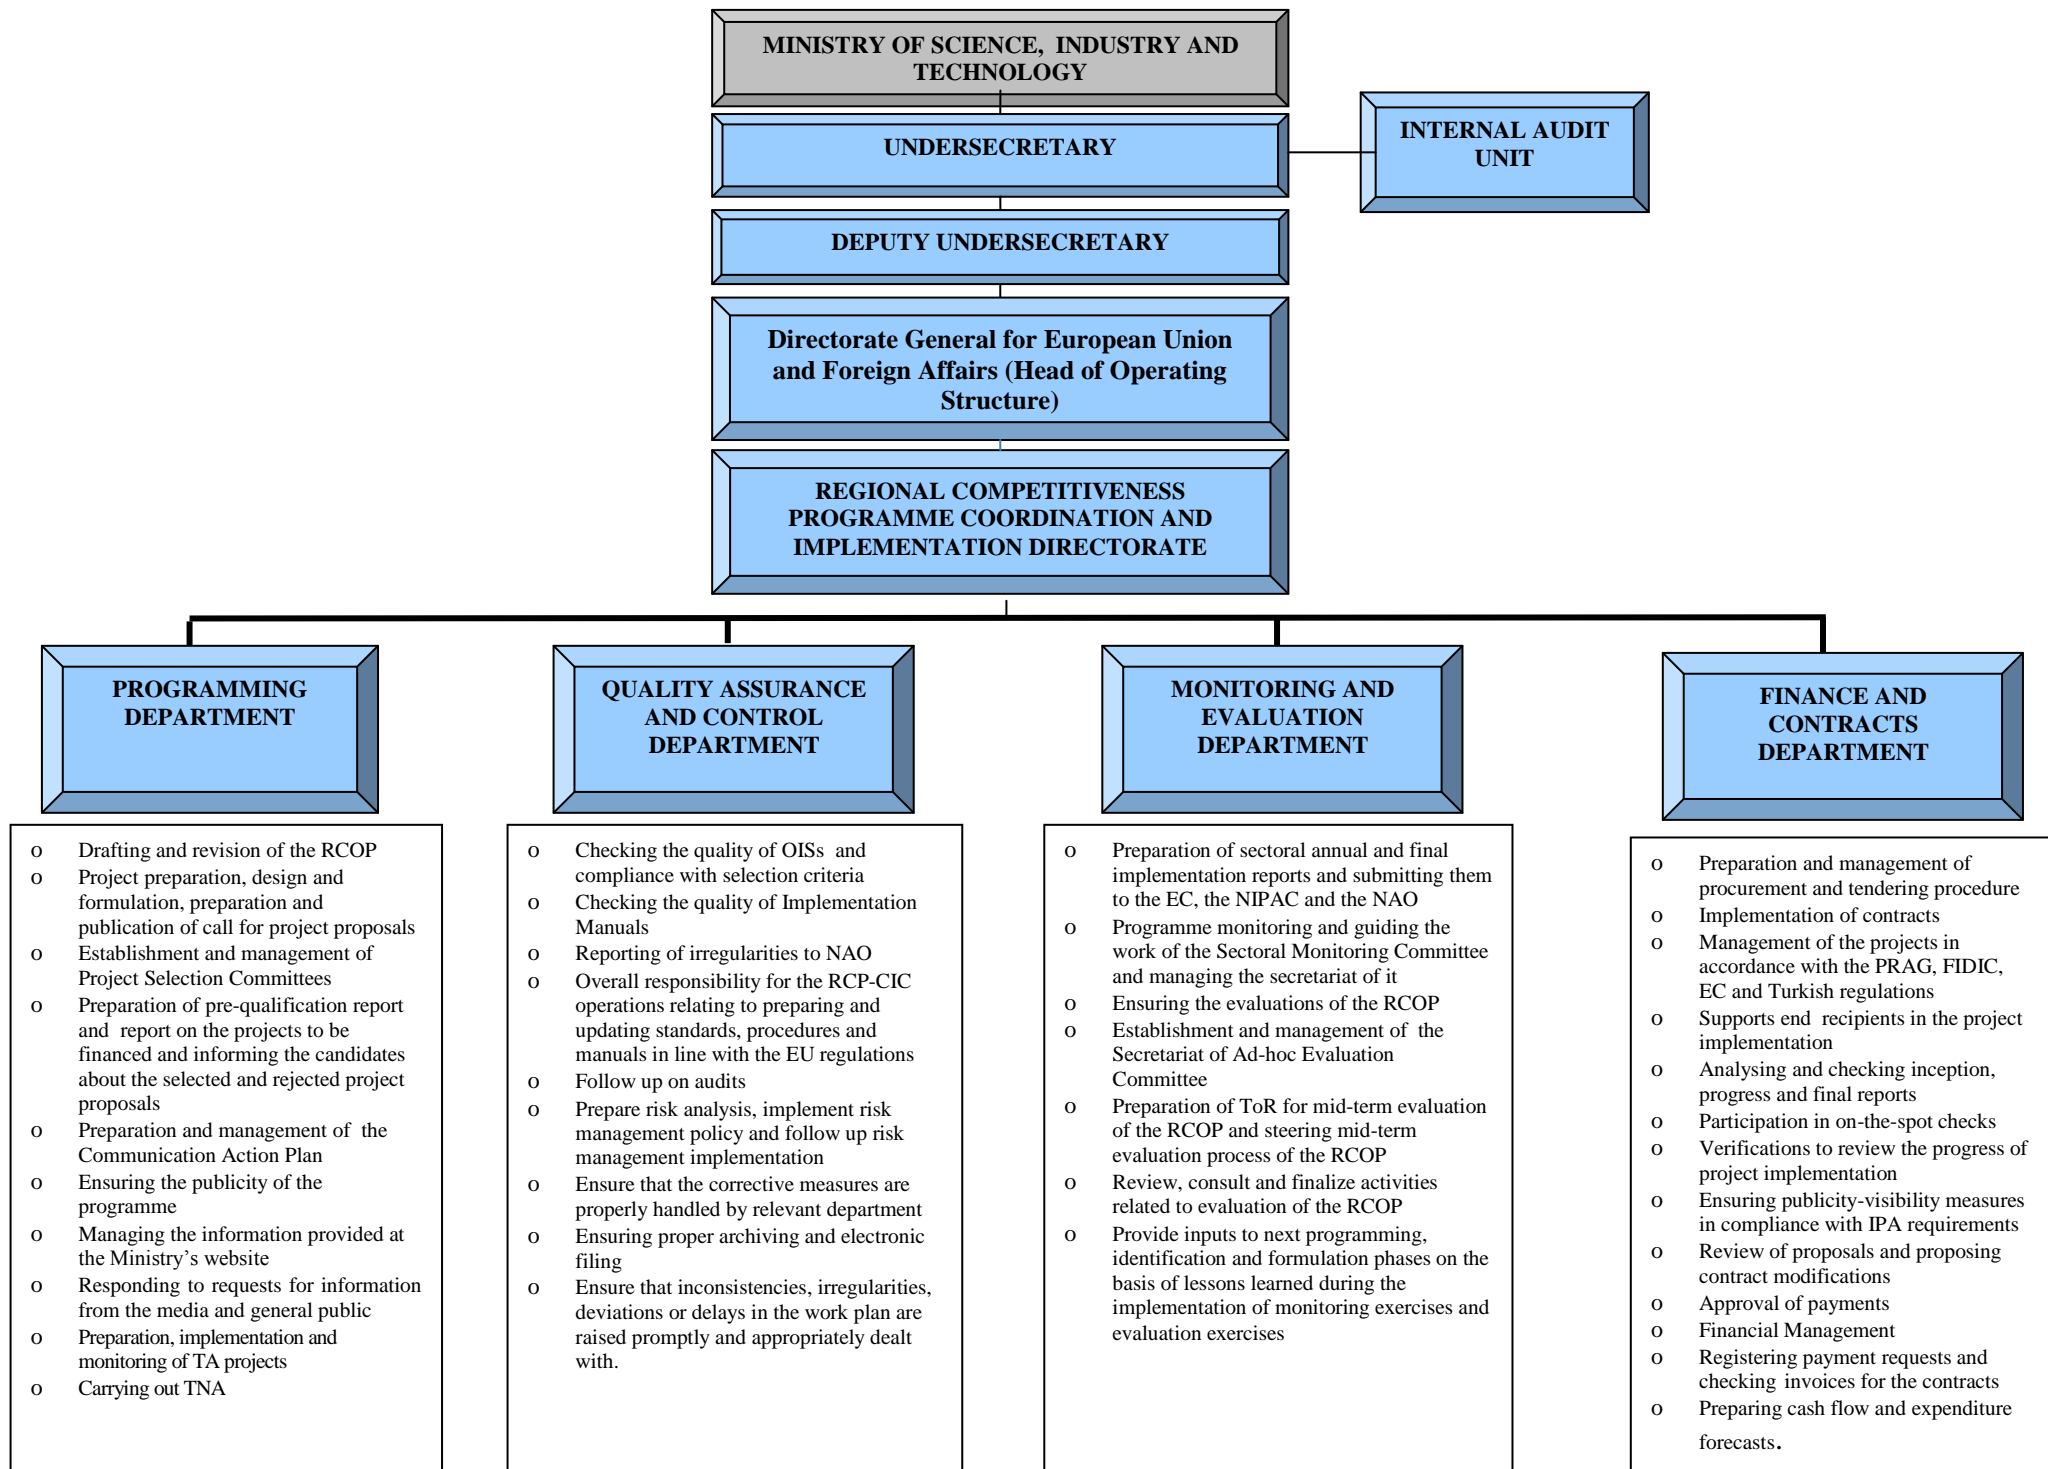 MINISTRY OF SCIENCE, INDUSTRY AND
TECHNOLOGY
UNDERSECRETARY
INTERNAL AUDIT
UNIT
DEPUTY UNDERSECRETARY
Directorate General for European Union
and Foreign Affairs (Head of Operating
Structure)
REGIONAL COMPETITIVENESS
PROGRAMME COORDINATION AND
IMPLEMENTATION DIRECTORATE
PROGRAMMING
DEPARTMENT
QUALITY ASSURANCE
AND CONTROL
DEPARTMENT
MONITORING AND
EVALUATION
DEPARTMENT
FINANCE AND
CONTRACTS
DEPARTMENT
o Drafting and revision of the RCOP
o Project preparation, design and
formulation, preparation and
publication of call for project proposals
o Establishment and management of
Project Selection Committees
o Preparation of pre-qualification report
and report on the projects to be
financed and informing the candidates
about the selected and rejected project
proposals
o Preparation and management of the
Communication Action Plan
o Ensuring the publicity of the
programme
o Managing the information provided at
the Ministry’s website
o Responding to requests for information
from the media and general public
o Preparation, implementation and
monitoring of TA projects
o Carrying out TNA
o Checking the quality of OISs and
compliance with selection criteria
o Checking the quality of Implementation
Manuals
o Reporting of irregularities to NAO
o Overall responsibility for the RCP-CIC
operations relating to preparing and
updating standards, procedures and
manuals in line with the EU regulations
o Follow up on audits
o Prepare risk analysis, implement risk
management policy and follow up risk
management implementation
o Ensure that the corrective measures are
properly handled by relevant department
o Ensuring proper archiving and electronic
filing
o Ensure that inconsistencies, irregularities,
deviations or delays in the work plan are
raised promptly and appropriately dealt
with.
o Preparation of sectoral annual and final
implementation reports and submitting them
to the EC, the NIPAC and the NAO
o Programme monitoring and guiding the
work of the Sectoral Monitoring Committee
and managing the secretariat of it
o Ensuring the evaluations of the RCOP
o Establishment and management of the
Secretariat of Ad-hoc Evaluation
Committee
o Preparation of ToR for mid-term evaluation
of the RCOP and steering mid-term
evaluation process of the RCOP
o Review, consult and finalize activities
related to evaluation of the RCOP
o Provide inputs to next programming,
identification and formulation phases on the
basis of lessons learned during the
implementation of monitoring exercises and
evaluation exercises
o Preparation and management of
procurement and tendering procedure
o Implementation of contracts
o Management of the projects in
accordance with the PRAG, FIDIC,
EC and Turkish regulations
o Supports end recipients in the project
implementation
o Analysing and checking inception,
progress and final reports
o Participation in on-the-spot checks
o Verifications to review the progress of
project implementation
o Ensuring publicity-visibility measures
in compliance with IPA requirements
o Review of proposals and proposing
contract modifications
o Approval of payments
o Financial Management
o Registering payment requests and
checking invoices for the contracts
o Preparing cash flow and expenditure
forecasts.